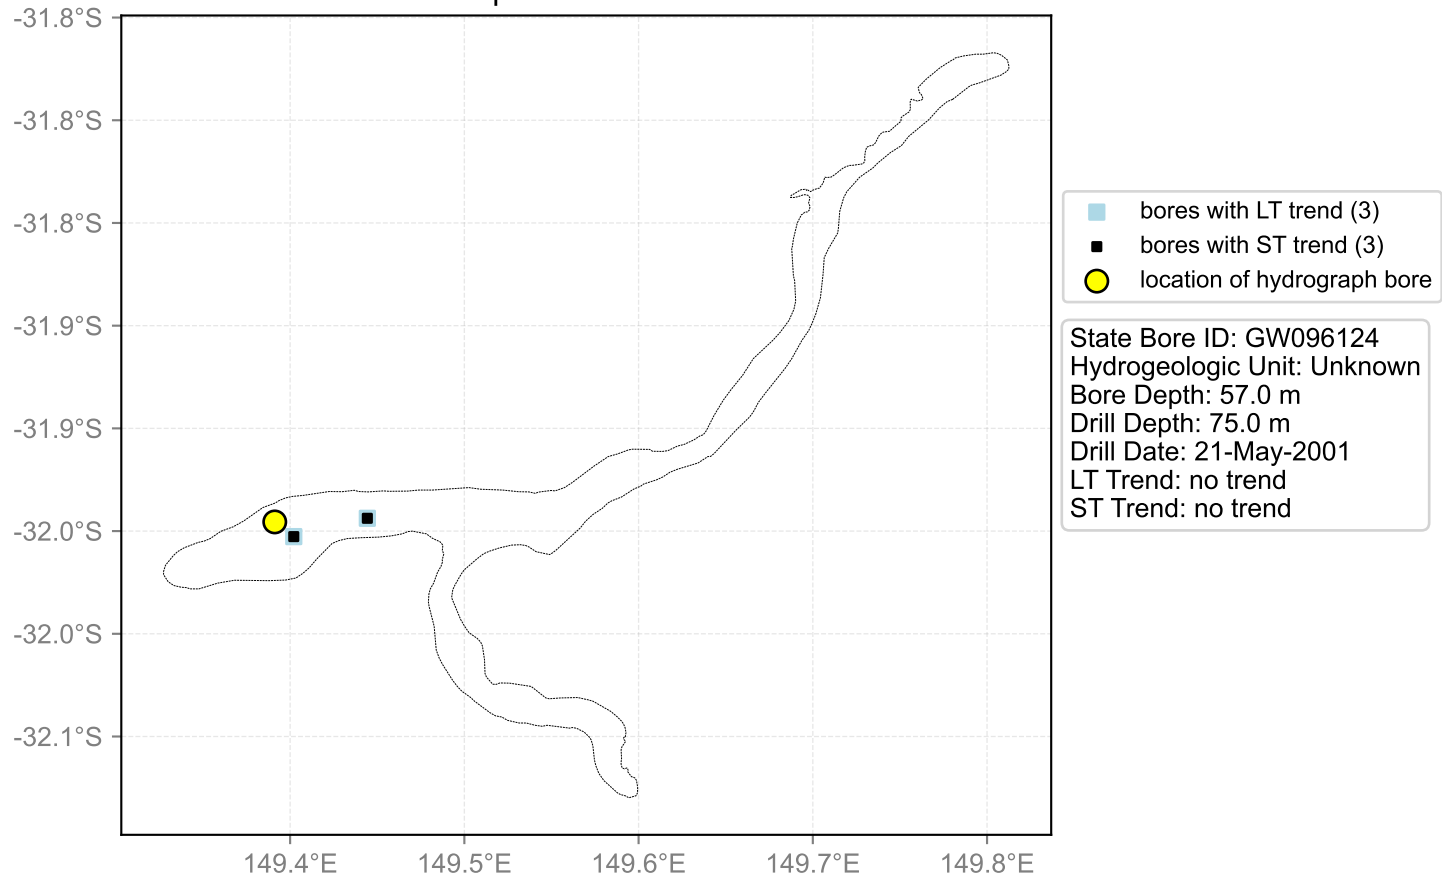 -31.8°S
-31.8°S
-31.8°S
-31.9°S
-31.9°S
-32.0°S
-32.0°S
-32.1°S
149.4°E
149.5°E
149.6°E
149.7°E
149.8°E
bores with LT trend (3)
bores with ST trend (3)
location of hydrograph bore
State Bore ID: GW096124
Hydrogeologic Unit: Unknown
Bore Depth: 57.0 m
Drill Depth: 75.0 m
Drill Date: 21-May-2001
LT Trend: no trend
ST Trend: no trend